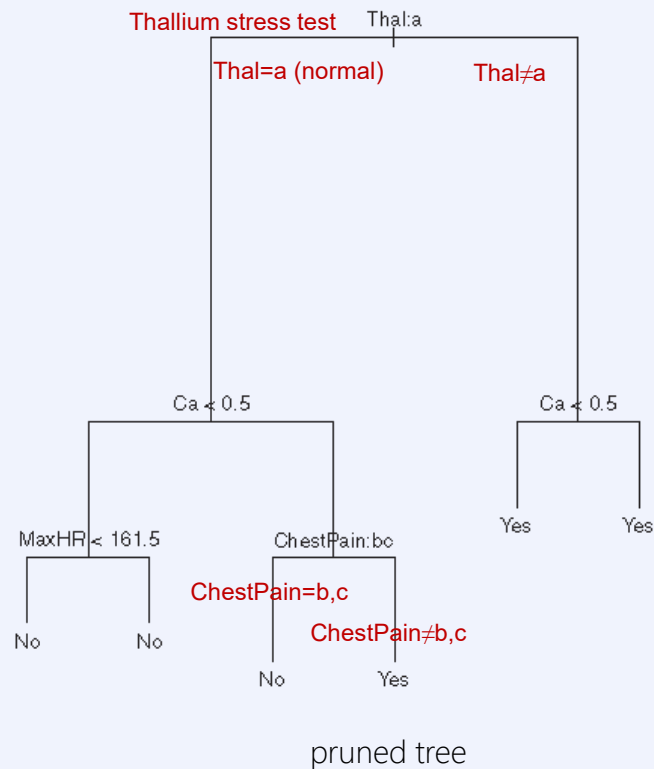 Thallium stress test
Thal:a
Thal=a (normal)
Thal≠a
Ca < 0.5
Ca < 0.5
MaxHR < 161.5
ChestPain:bc
Yes
Yes
ChestPain=b,c
ChestPain≠b,c
No
No
No
Yes
pruned tree